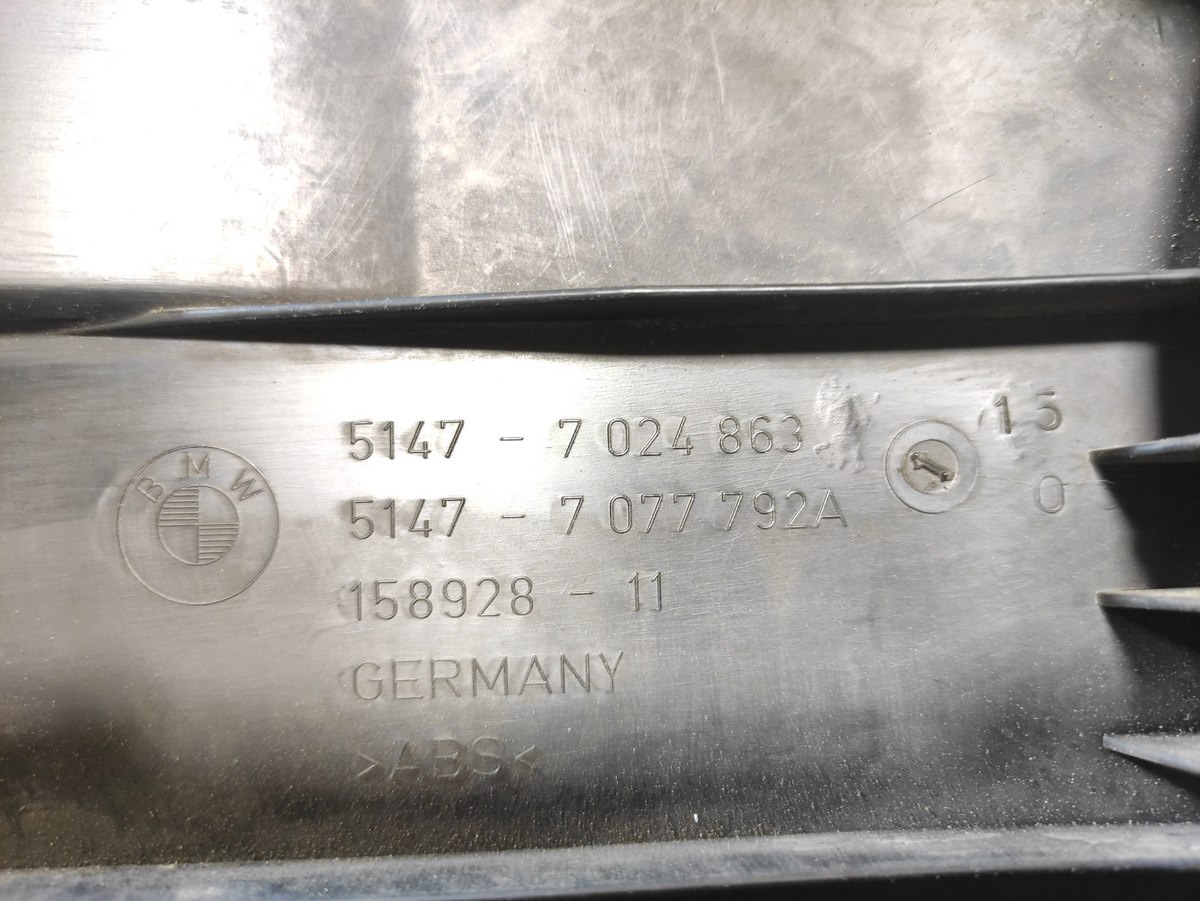 BMW
5147 - 7 024 863
5147 - 7 077 792A
158928 - 11
GERMANY
>ABS<
15
0